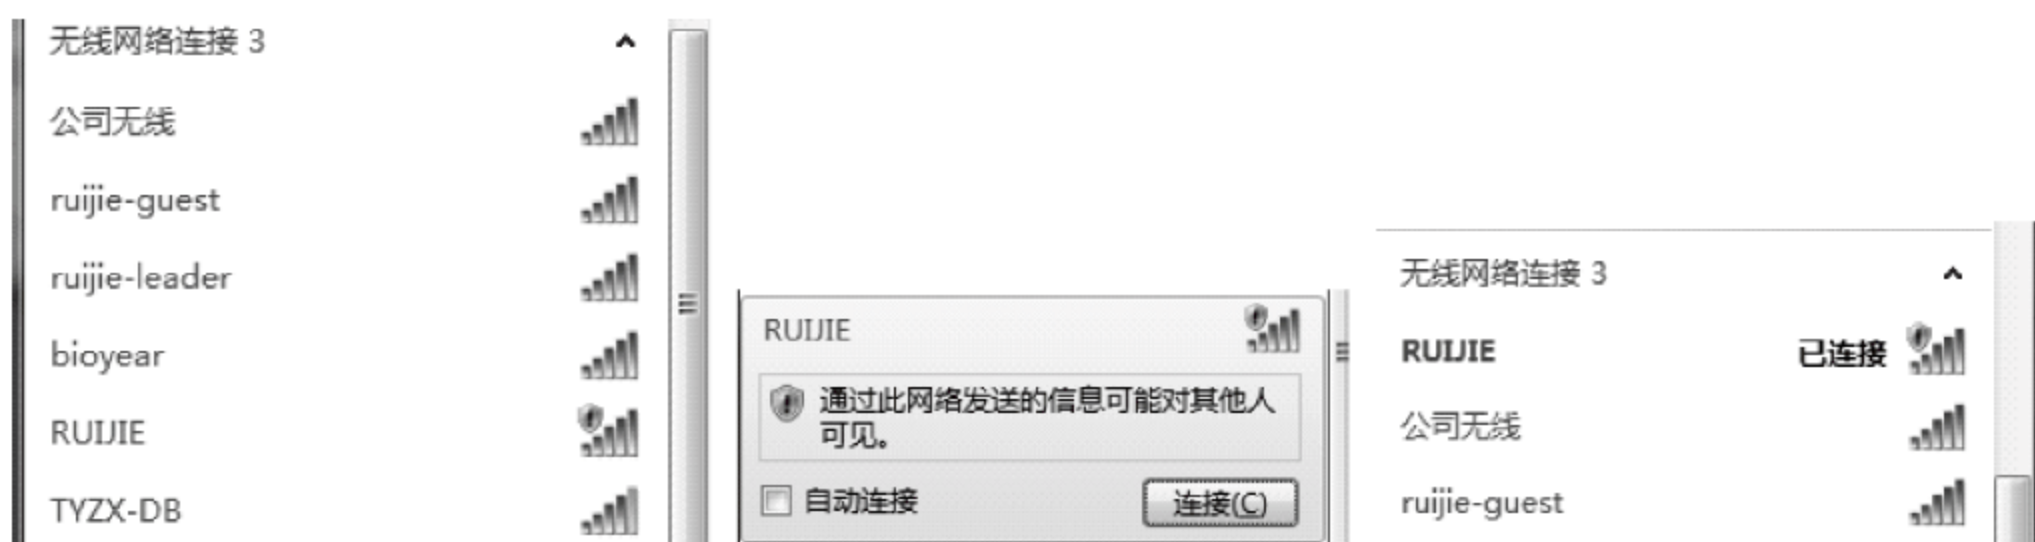 无线网络连接 3
公司无线
ruijie-guest
ruijie-leader
bioyear
RUIJIE
TYZX-DB
RUIJIE
通过此网络发送的信息可能对其他人
可见。
自动连接 连接(C)
无线网络连接 3
RUIJIE 已连接
公司无线
ruijie-guest